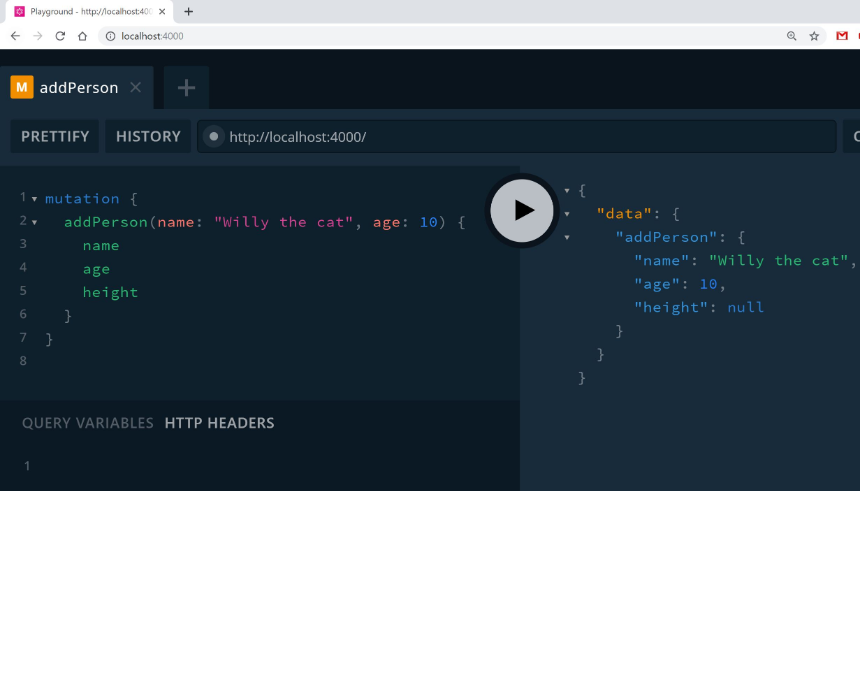 Playground - http://localhost:400
localhost:4000
M addPerson
PRETTIFY HISTORY http://localhost:4000/
1 mutation {
2 addPerson(name: "Willy the cat", age: 10) {
3 name
4 age
5 height
6 }
7 }
8
{
"data": {
"addPerson": {
"name": "Willy the cat",
"age": 10,
"height": null
}
}
}
QUERY VARIABLES HTTP HEADERS
1